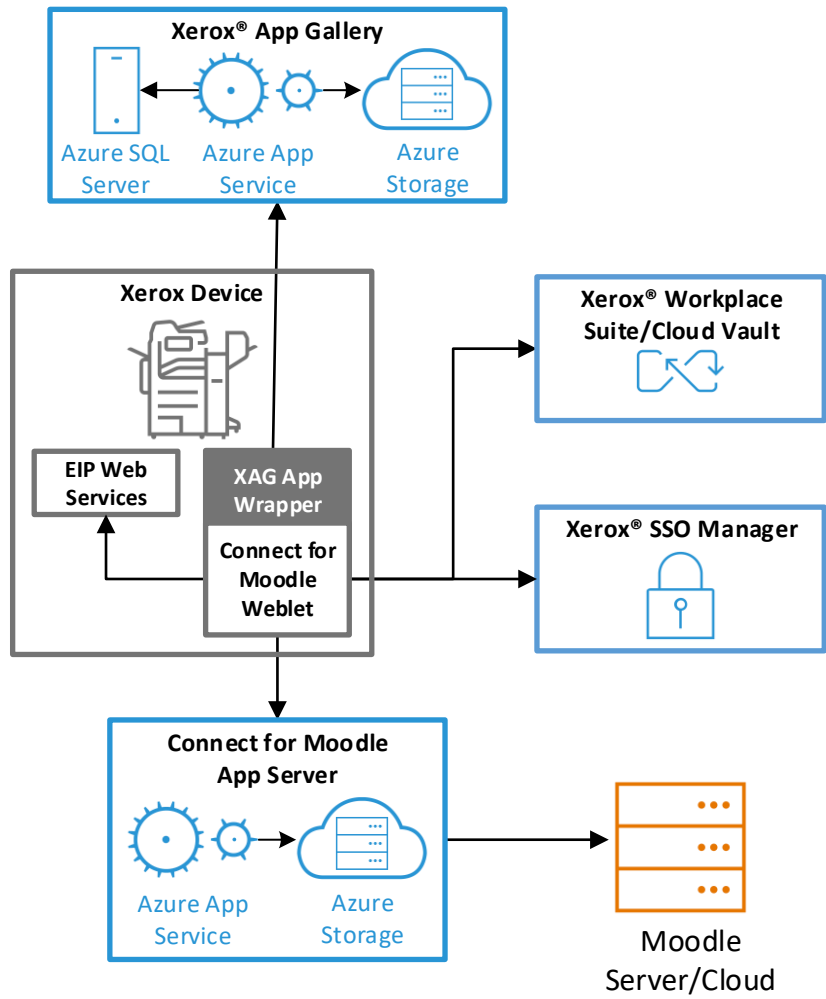 Xerox® App Gallery
Azure SQL
Server
Azure App
Service
Azure
Storage
Xerox Device
EIP Web
Services
XAG App
Wrapper
Connect for
Moodle
Weblet
Xerox® Workplace
Suite/Cloud Vault
Xerox® SSO Manager
Connect for Moodle
App Server
Azure App
Service
Azure
Storage
Moodle
Server/Cloud